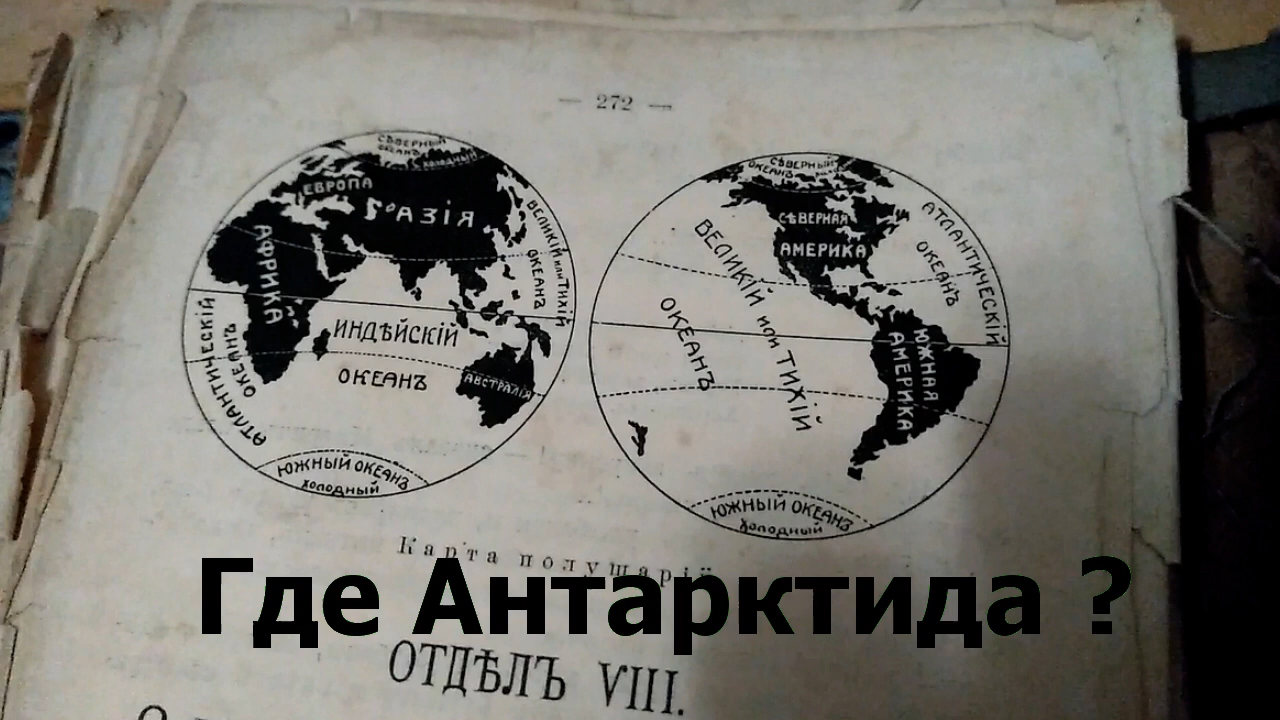 — 272 —
СѢВЕРНЫЙ
ОКЕАНЪ
ХОЛОДНЫЙ
ЕВРОПА
АЗІЯ
АФРИКА
ВЕЛИКІЙ или ТИХІЙ
ОКЕАНЪ
ИНДѢЙСКІЙ
ОКЕАНЪ
АВСТРАЛІЯ
АТЛАНТИЧЕСКІЙ
ОКЕАНЪ
ЮЖНЫЙ ОКЕАНЪ
холодный
СѢВЕРНЫЙ
ОКЕАНЪ
СѢВЕРНАЯ
АМЕРИКА
АТЛАНТИЧЕСКІЙ
ОКЕАНЪ
ВЕЛИКІЙ или ТИХІЙ
ОКЕАНЪ
ЮЖНАЯ
АМЕРИКА
ЮЖНЫЙ ОКЕАНЪ
холодный
Карта полушарій
Где Антарктида ?
ОТДѢЛЪ VIII.